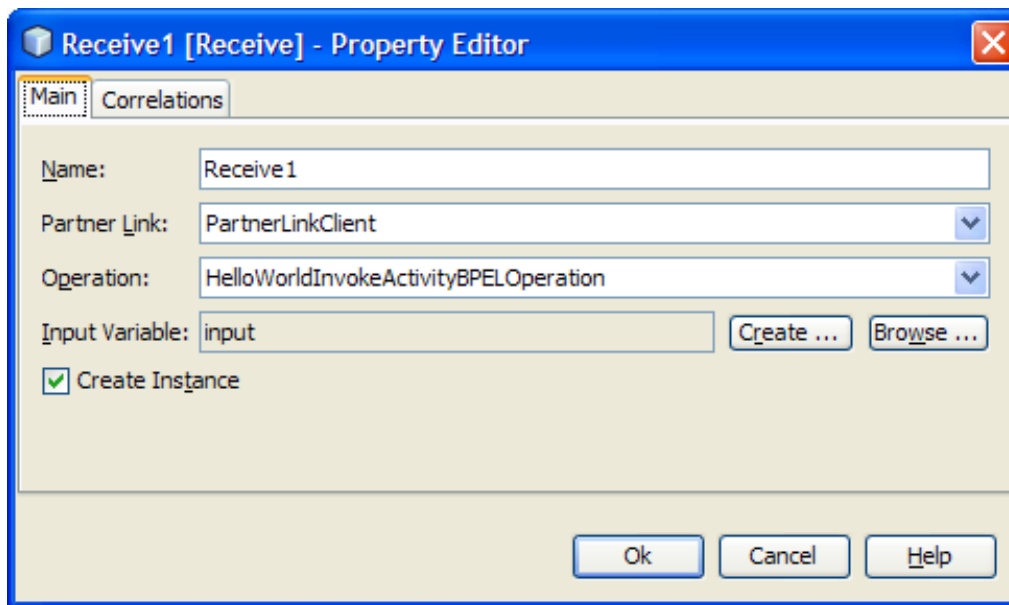 Receive1 [Receive] - Property Editor
Main Correlations
Name: Receive1
Partner Link: PartnerLinkClient
Operation: HelloWorldInvokeActivityBPELOperation
Input Variable: input Create ... Browse ...
Create Instance
Ok Cancel Help